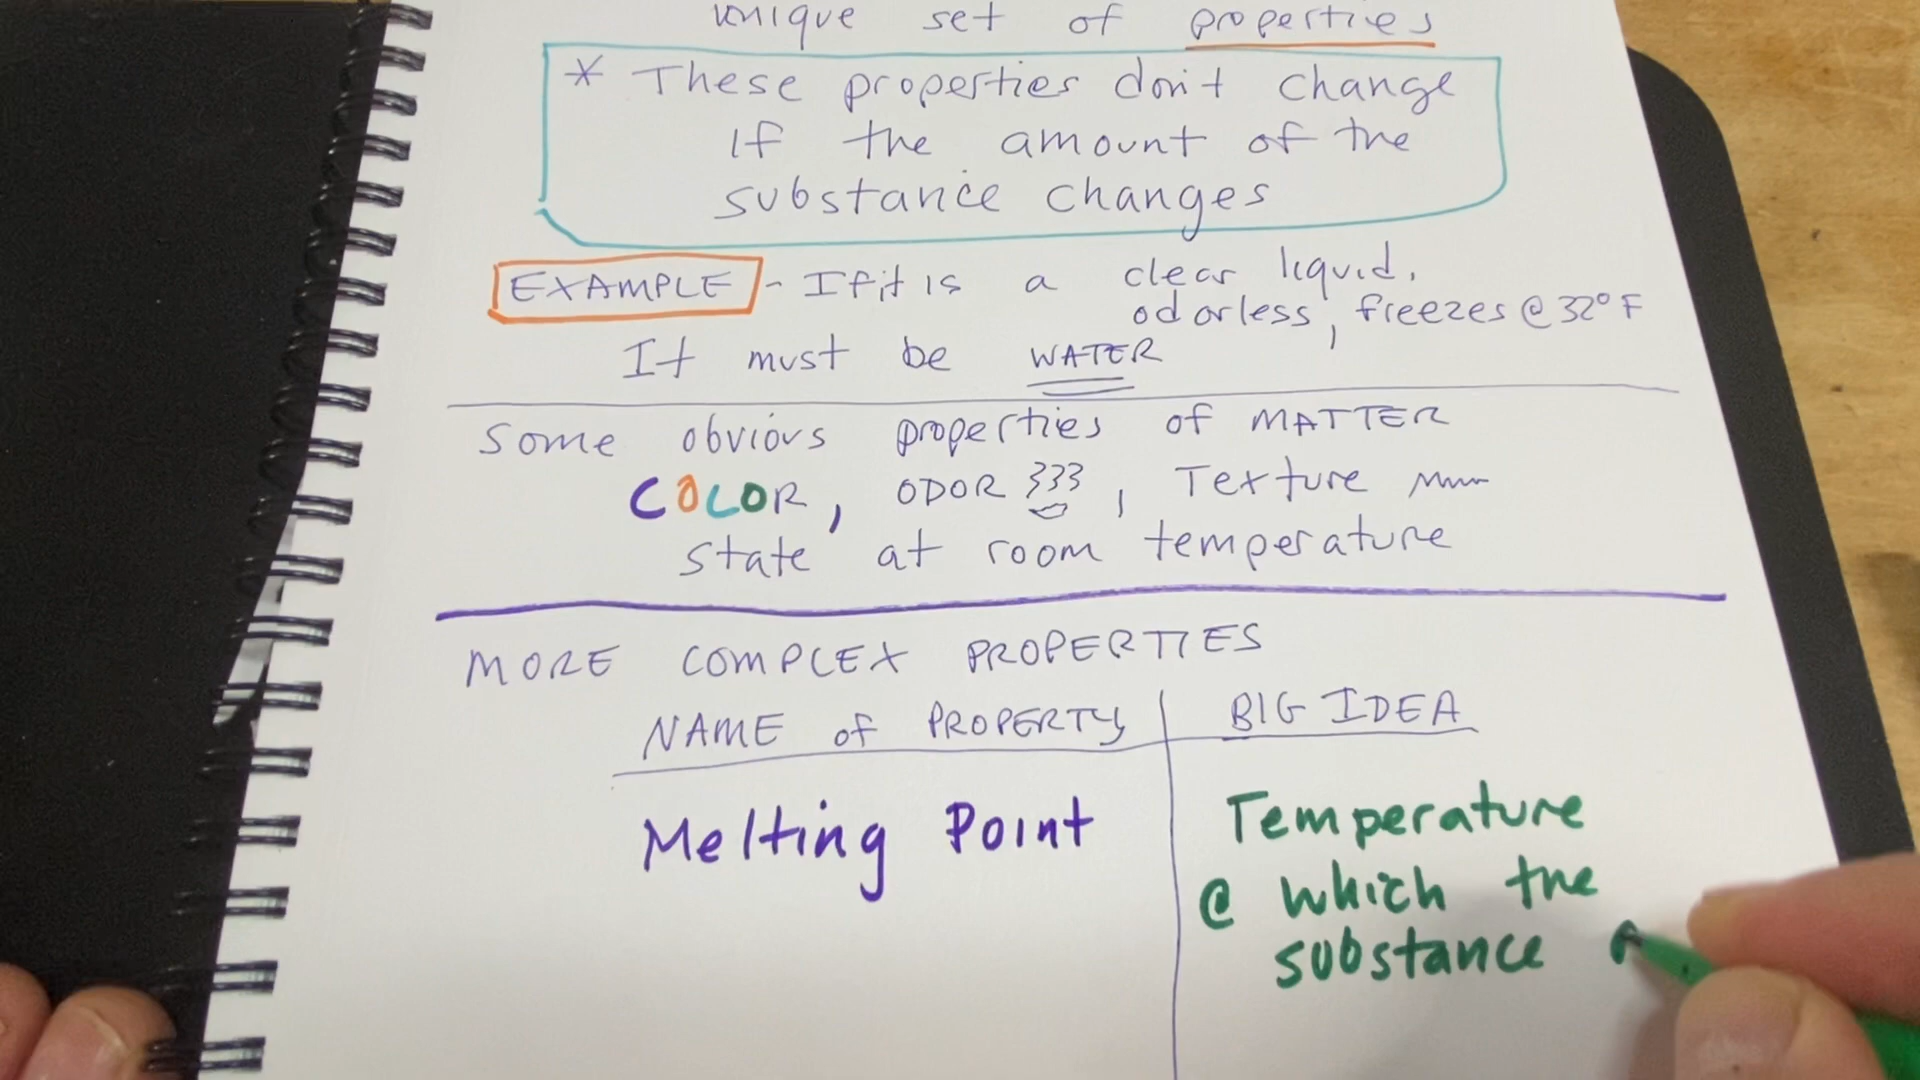 unique set of properties
* These properties don't change
If the amount of the
substance changes
EXAMPLE - If it is a clear liquid,
odorless, freezes @ 32° F
It must be WATER
Some obvious properties of MATTER
COLOR, ODOR, Texture
state at room temperature
MORE COMPLEX PROPERTIES
NAME of PROPERTY
BIG IDEA
Melting Point
Temperature
@ which the
substance